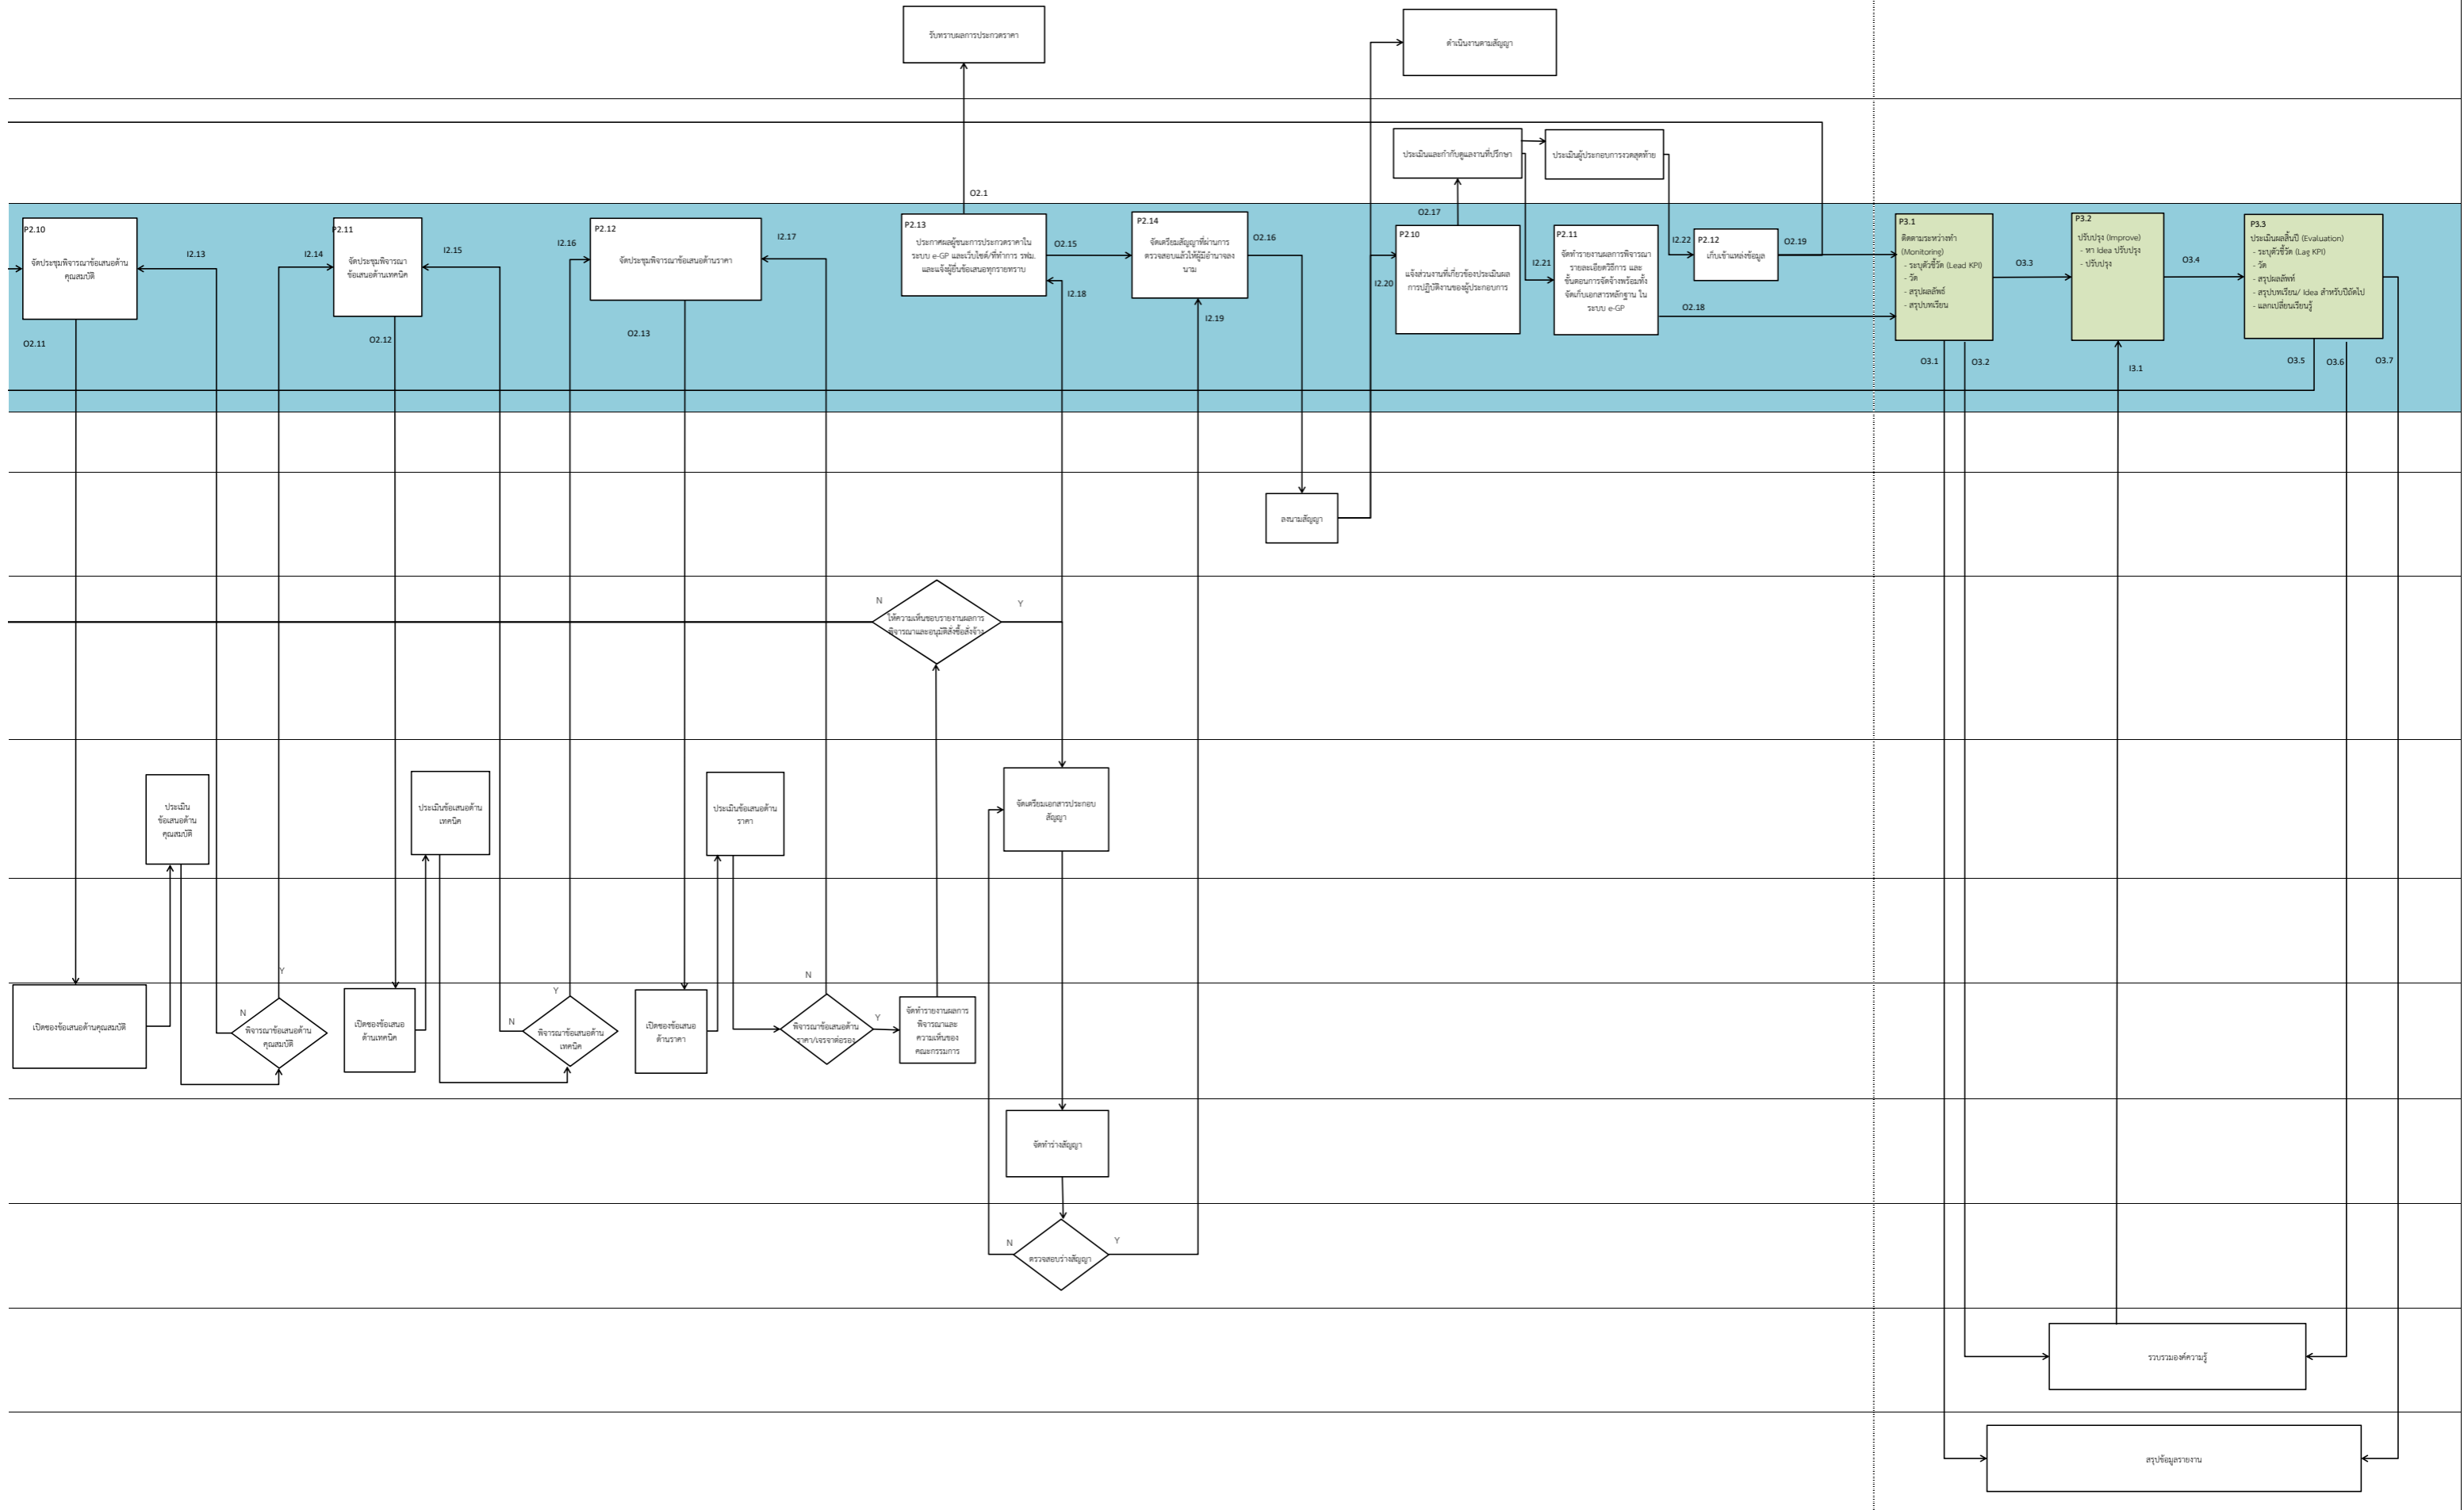 รับทราบผลการประกวดราคา
ดำเนินงานตามสัญญา
ประเมินและกำกับดูแลงานที่ปรึกษา
ประเมินผู้ประกอบการงวดสุดท้าย
O2.1
P2.10
จัดประชุมพิจารณาข้อเสนอด้าน
คุณสมบัติ
O2.11
I2.13
I2.14
P2.11
จัดประชุมพิจารณา
ข้อเสนอด้านเทคนิค
O2.12
I2.15
I2.16
P2.12
จัดประชุมพิจารณาข้อเสนอด้านราคา
O2.13
I2.17
P2.13
ประกาศผลผู้ชนะการประกวดราคาใน
ระบบ e-GP และเว็บไซต์/ที่ทำการ รฟม.
และแจ้งผู้ยื่นข้อเสนอทุกรายทราบ
O2.15
I2.18
P2.14
จัดเตรียมสัญญาที่ผ่านการ
ตรวจสอบแล้วให้ผู้มีอำนาจลง
นาม
O2.16
I2.19
I2.20
O2.17
P2.10
แจ้งส่วนงานที่เกี่ยวข้องประเมินผล
การปฏิบัติงานของผู้ประกอบการ
I2.21
P2.11
จัดทำรายงานผลการพิจารณา
รายละเอียดวิธีการ และ
ขั้นตอนการจัดจ้างพร้อมทั้ง
จัดเก็บเอกสารหลักฐาน ใน
ระบบ e-GP
O2.18
I2.22
P2.12
เก็บเข้าแหล่งข้อมูล
O2.19
P3.1
ติดตามระหว่างทำ
(Monitoring)
- ระบุตัวชี้วัด (Lead KPI)
- วัด
- สรุปผลลัพธ์
- สรุปบทเรียน
O3.1
O3.2
O3.3
P3.2
ปรับปรุง (Improve)
- หา Idea ปรับปรุง
- ปรับปรุง
I3.1
O3.4
P3.3
ประเมินผลสิ้นปี (Evaluation)
- ระบุตัวชี้วัด (Lag KPI)
- วัด
- สรุปผลลัพท์
- สรุปบทเรียน/ Idea สำหรับปีถัดไป
- แลกเปลี่ยนเรียนรู้
O3.5
O3.6
O3.7
ลงนามสัญญา
N
ให้ความเห็นชอบรายงานผลการ
พิจารณาและอนุมัติสั่งซื้อสั่งจ้าง
Y
ประเมิน
ข้อเสนอด้าน
คุณสมบัติ
ประเมินข้อเสนอด้าน
เทคนิค
ประเมินข้อเสนอด้าน
ราคา
จัดเตรียมเอกสารประกอบ
สัญญา
เปิดซองข้อเสนอด้านคุณสมบัติ
N
Y
พิจารณาข้อเสนอด้าน
คุณสมบัติ
เปิดซองข้อเสนอ
ด้านเทคนิค
N
Y
พิจารณาข้อเสนอด้าน
เทคนิค
เปิดซองข้อเสนอ
ด้านราคา
N
พิจารณาข้อเสนอด้าน
ราคา/เจรจาต่อรอง
Y
จัดทำรายงานผลการ
พิจารณาและ
ความเห็นของ
คณะกรรมการ
จัดทำร่างสัญญา
N
ตรวจสอบร่างสัญญา
Y
รวบรวมองค์ความรู้
สรุปข้อมูลรายงาน